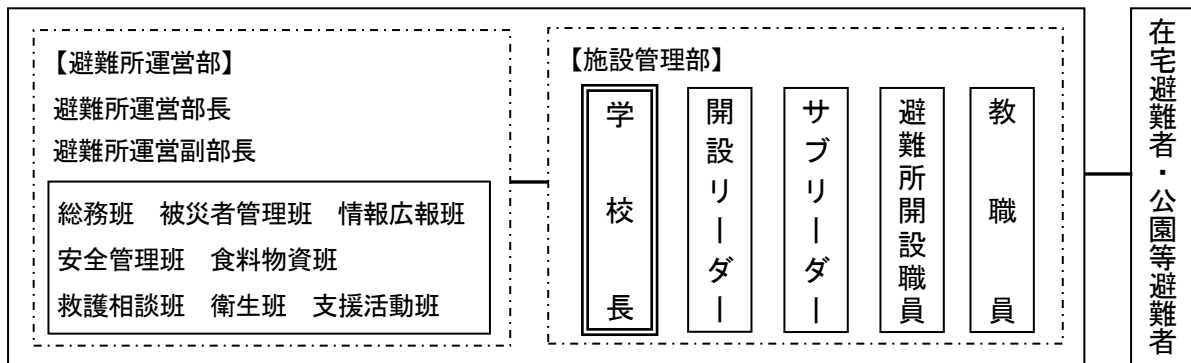 【避難所運営部】
避難所運営部長
避難所運営副部長
総務班　被災者管理班　情報広報班
安全管理班　食料物資班
救護相談班　衛生班　支援活動班
【施設管理部】
学校長
開設リーダー
サブリーダー
避難所開設職員
教職員
在宅避難者・公園等避難者